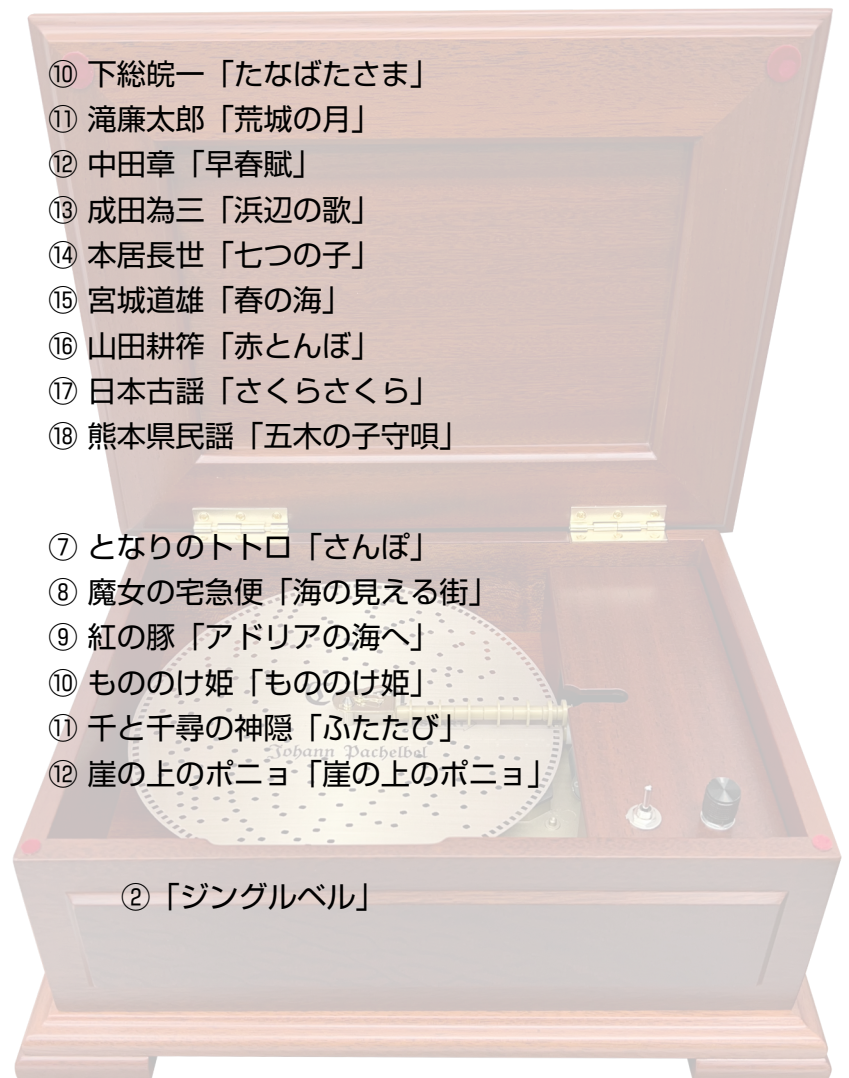 ⑩ 下総皖一「たなばたさま」
⑪ 滝廉太郎「荒城の月」
⑫ 中田章「早春賦」
⑬ 成田為三「浜辺の歌」
⑭ 本居長世「七つの子」
⑮ 宮城道雄「春の海」
⑯ 山田耕筰「赤とんぼ」
⑰ 日本古謡「さくらさくら」
⑱ 熊本県民謡「五木の子守唄」
⑦ となりのトトロ「さんぽ」
⑧ 魔女の宅急便「海の見える街」
⑨ 紅の豚「アドリアの海へ」
⑩ もののけ姫「もののけ姫」
⑪ 千と千尋の神隠「ふたたび」
Johann Pachelbel
⑫ 崖の上のポニョ「崖の上のポニョ」
②「ジングルベル」